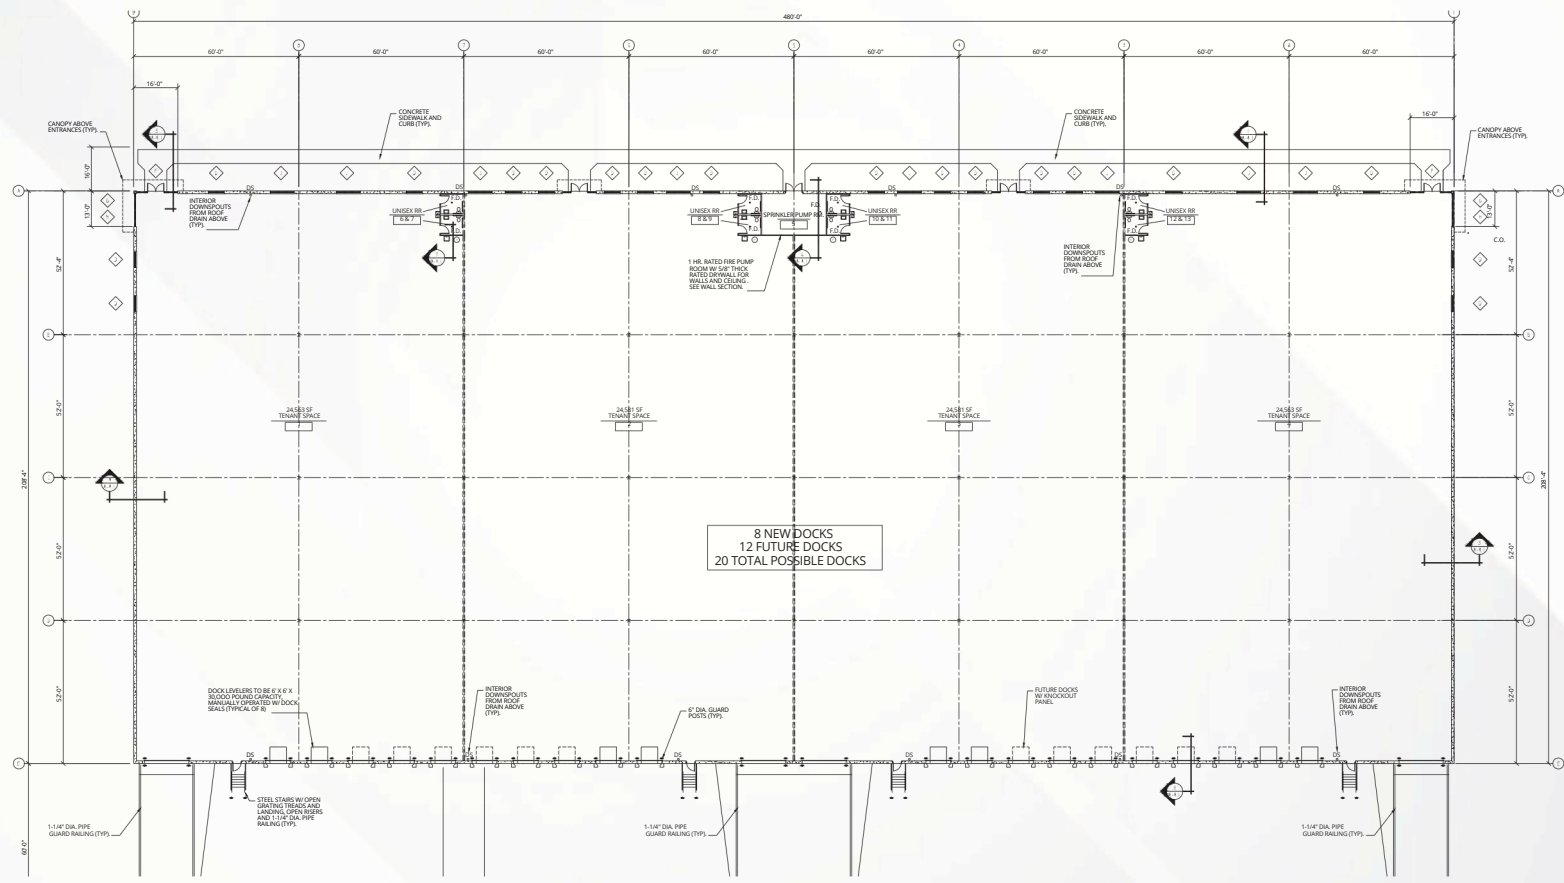 480'-0"
60'-0"
60'-0"
60'-0"
60'-0"
60'-0"
60'-0"
60'-0"
60'-0"
16'-0"
16'-0"
CANOPY ABOVE
ENTRANCES (TYP).
CONCRETE
SIDEWALK AND
CURB (TYP).
CONCRETE
SIDEWALK AND
CURB (TYP).
CANOPY ABOVE
ENTRANCES (TYP).
16'-0"
13'-0"
13'-0"
DS
DS
DS
DS
DS
DS
INTERIOR
DOWNSPOUTS
FROM ROOF
DRAIN ABOVE
(TYP).
UNISEX RR
6 & 7
F.D.
F.D.
UNISEX RR
8 & 9
F.D.
F.D.
SPRINKLER PUMP RM.
F.D.
F.D.
F.D.
UNISEX RR
10 & 11
F.D.
F.D.
UNISEX RR
12 & 13
INTERIOR
DOWNSPOUTS
FROM ROOF
DRAIN ABOVE
(TYP).
1 HR. RATED FIRE PUMP
ROOM W/ 5/8" THICK
RATED DRYWALL FOR
WALLS AND CEILING .
SEE WALL SECTION.
C.O.
52'-4"
52'-4"
52'-0"
52'-0"
24,563 SF
TENANT SPACE
24,581 SF
TENANT SPACE
24,581 SF
TENANT SPACE
24,563 SF
TENANT SPACE
208'-4"
208'-4"
8 NEW DOCKS
12 FUTURE DOCKS
20 TOTAL POSSIBLE DOCKS
52'-0"
52'-0"
52'-0"
52'-0"
DOCK LEVELERS TO BE 6' X 6' X
30,000 POUND CAPACITY,
MANUALLY OPERATED W/ DOCK
SEALS (TYPICAL OF 8)
INTERIOR
DOWNSPOUTS
FROM ROOF
DRAIN ABOVE
(TYP).
6" DIA. GUARD
POSTS (TYP).
FUTURE DOCKS
W/ KNOCKOUT
PANEL
INTERIOR
DOWNSPOUTS
FROM ROOF
DRAIN ABOVE
(TYP).
DS
DS
DS
DS
DS
DS
STEEL STAIRS W/ OPEN
GRATING TREADS AND
LANDING, OPEN RISERS
AND 1-1/4" DIA. PIPE
RAILING (TYP).
1-1/4" DIA. PIPE
GUARD RAILING (TYP).
1-1/4" DIA. PIPE
GUARD RAILING (TYP).
1-1/4" DIA. PIPE
GUARD RAILING (TYP).
60'-0"